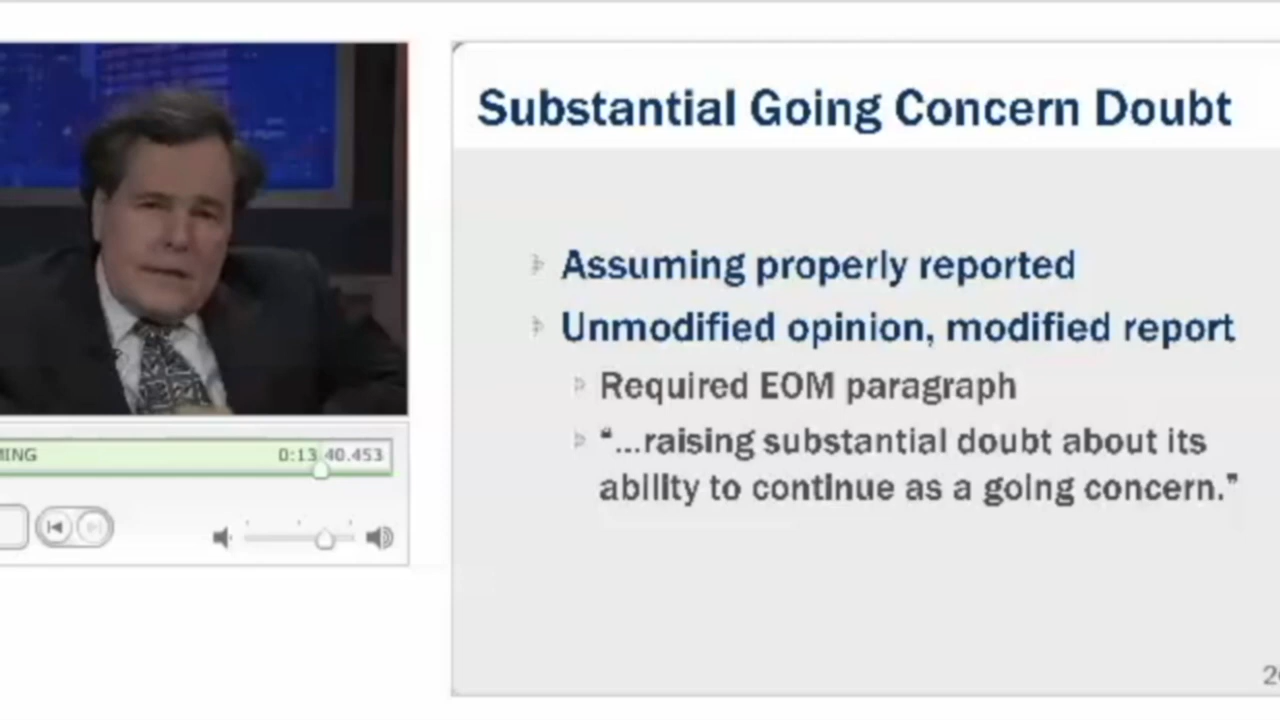 Substantial Going Concern Doubt
Assuming properly reported
Unmodified opinion, modified report
Required EOM paragraph
“...raising substantial doubt about its
ability to continue as a going concern.”
MING 0:13:40.453